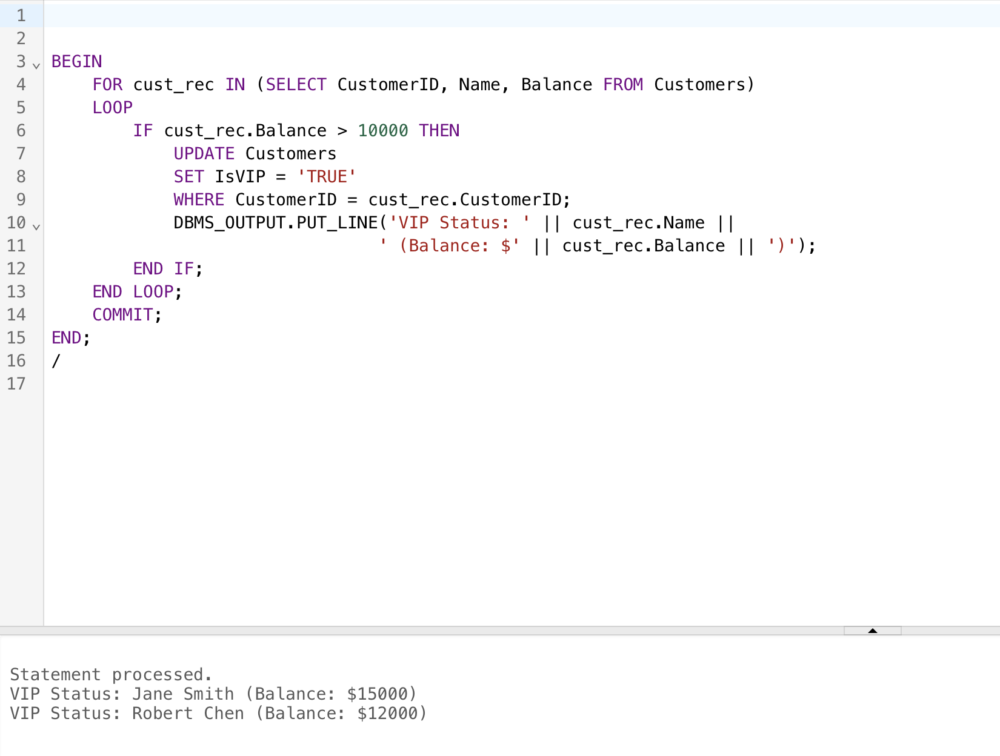 1
2
3 BEGIN
4     FOR cust_rec IN (SELECT CustomerID, Name, Balance FROM Customers)
5     LOOP
6         IF cust_rec.Balance > 10000 THEN
7             UPDATE Customers
8             SET IsVIP = 'TRUE'
9             WHERE CustomerID = cust_rec.CustomerID;
10             DBMS_OUTPUT.PUT_LINE('VIP Status: ' || cust_rec.Name ||
11                                 ' (Balance: $' || cust_rec.Balance || ')');
12         END IF;
13     END LOOP;
14     COMMIT;
15 END;
16 /
17
Statement processed.
VIP Status: Jane Smith (Balance: $15000)
VIP Status: Robert Chen (Balance: $12000)